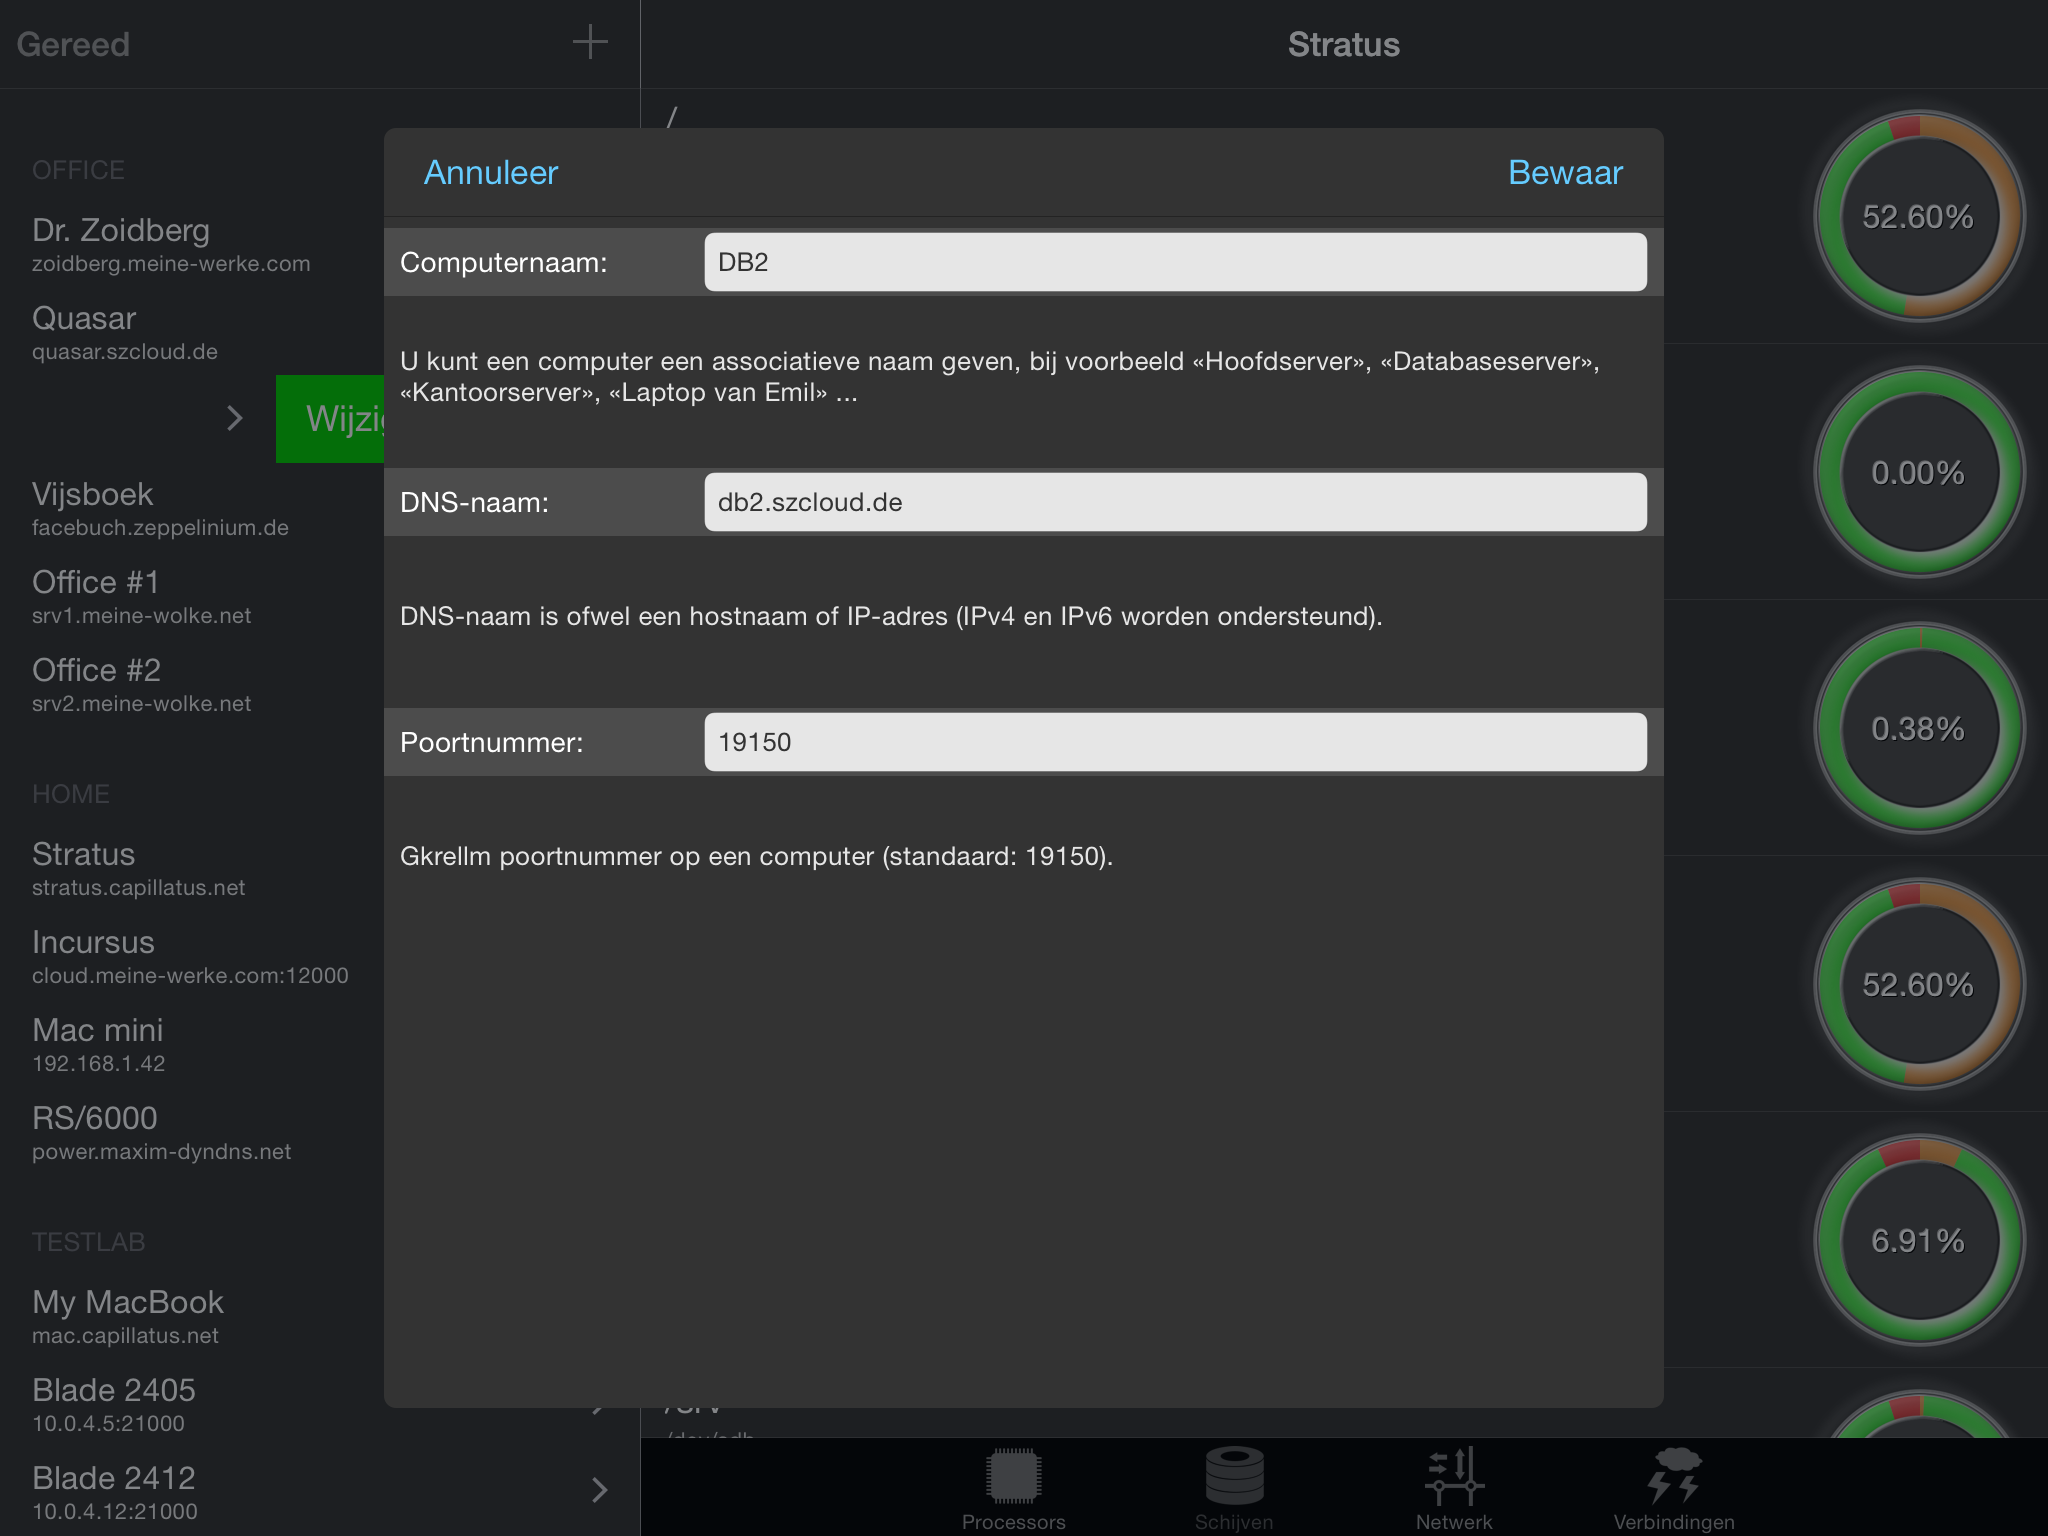 Gereed
Stratus
OFFICE
Dr. Zoidberg
zoidberg.meine-werke.com
Quasar
quasar.szcloud.de
Vijsboek
facebuch.zeppelinium.de
Office #1
srv1.meine-wolke.net
Office #2
srv2.meine-wolke.net
HOME
Stratus
stratus.capillatus.net
Incursus
cloud.meine-werke.com:12000
Mac mini
192.168.1.42
RS/6000
power.maxim-dyndns.net
TESTLAB
My MacBook
mac.capillatus.net
Blade 2405
10.0.4.5:21000
Blade 2412
10.0.4.12:21000
/
Annuleer
Bewaar
Computernaam: DB2
U kunt een computer een associatieve naam geven, bij voorbeeld «Hoofdserver», «Databaseserver»,
«Kantoorserver», «Laptop van Emil» ...
DNS-naam: db2.szcloud.de
DNS-naam is ofwel een hostnaam of IP-adres (IPv4 en IPv6 worden ondersteund).
Poortnummer: 19150
Gkrellm poortnummer op een computer (standaard: 19150).
52.60%
0.00%
0.38%
52.60%
6.91%
Processors
Schijven
Netwerk
Verbindingen